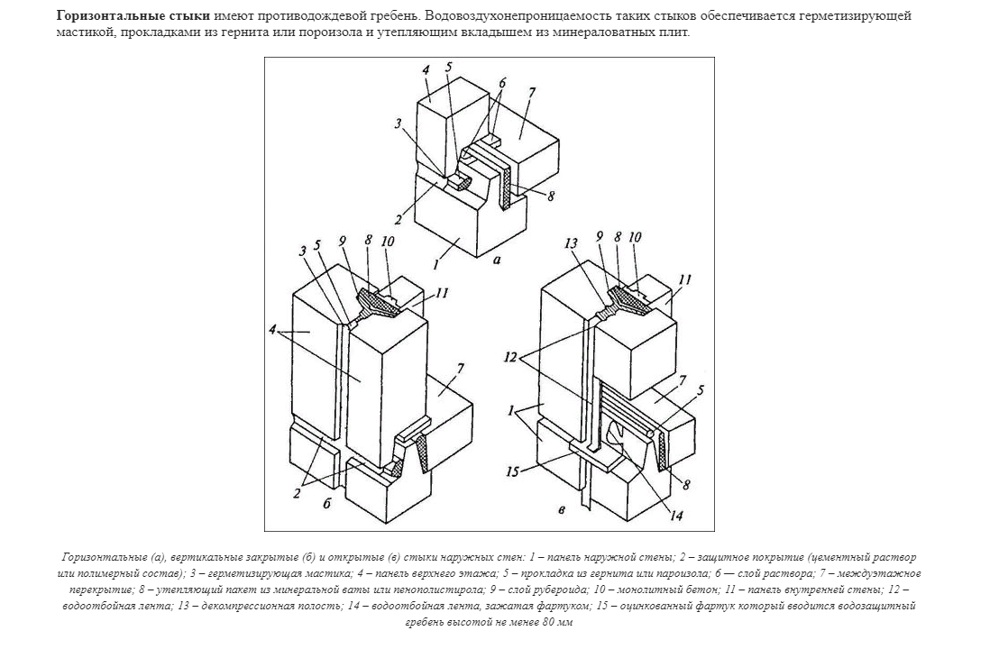 Горизонтальные стыки имеют противодождевой гребень. Водовоздухонепроницаемость таких стыков обеспечивается герметизирующей
мастикой, прокладками из гернита или пороизола и утепляющим вкладышем из минераловатных плит.
4 5
6
7
3
8
2
1
а
3 5 9 8 10
11
4
7
2
б
13 9 8 10
11
12
7
5
1
15
8
14
в
Горизонтальные (а), вертикальные закрытые (б) и открытые (в) стыки наружных стен: 1 – панель наружной стены; 2 – защитное покрытие (цементный раствор
или полимерный состав); 3 – герметизирующая мастика; 4 – панель верхнего этажа; 5 – прокладка из гернита или пароизола; 6 — слой раствора; 7 – междуэтажное
перекрытие; 8 – утепляющий пакет из минеральной ваты или пенополистирола; 9 – слой рубероида; 10 – монолитный бетон; 11 – панель внутренней стены; 12 –
водоотбойная лента; 13 – декомпрессионная полость; 14 – водоотбойная лента, зажатая фартуком; 15 – оцинкованный фартук который вводится водозащитный
гребень высотой не менее 80 мм